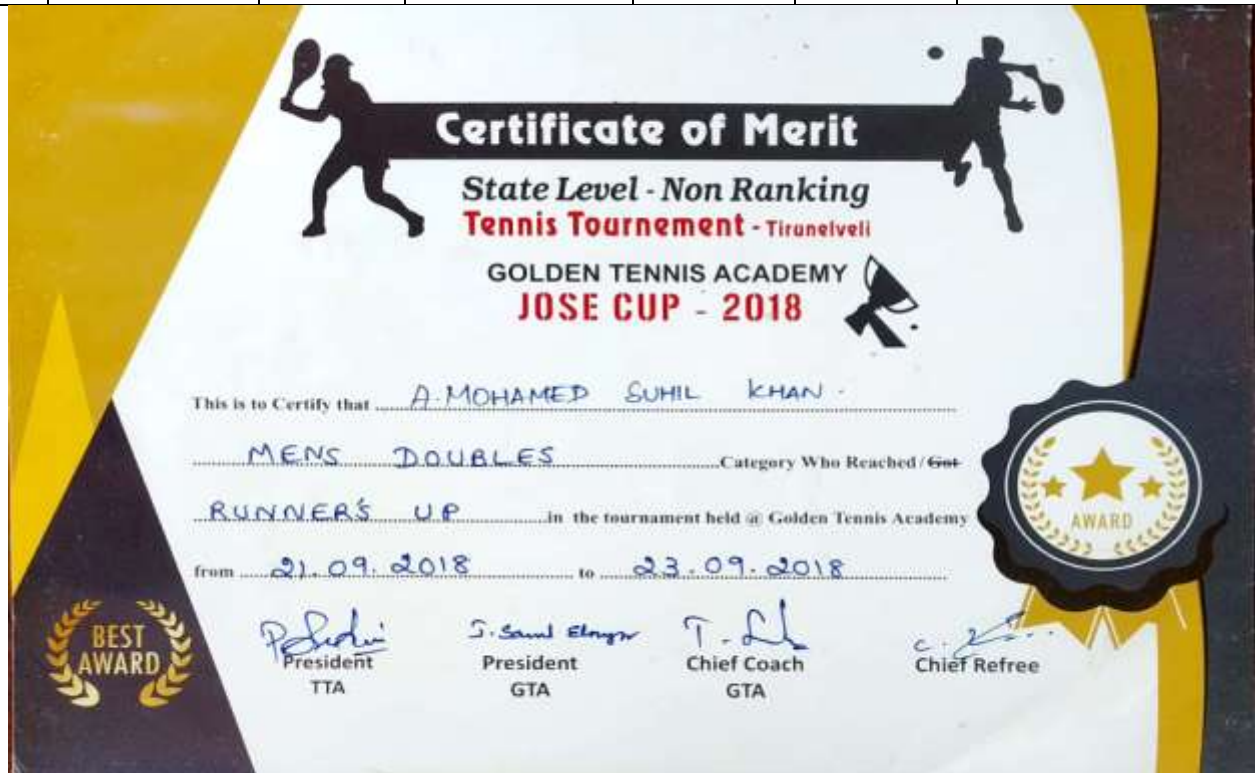 Certificate of Merit
State Level - Non Ranking
Tennis Tournement - Tirunelveli
GOLDEN TENNIS ACADEMY
JOSE CUP - 2018
This is to Certify that A. MOHAMED SUHIL KHAN.
MENS DOUBLES Category Who Reached / Got
RUNNER'S UP in the tournament held @ Golden Tennis Academy
from 21.09.2018 to 23.09.2018
AWARD
BEST
AWARD
President President Chief Coach Chief Refree
TTA GTA GTA